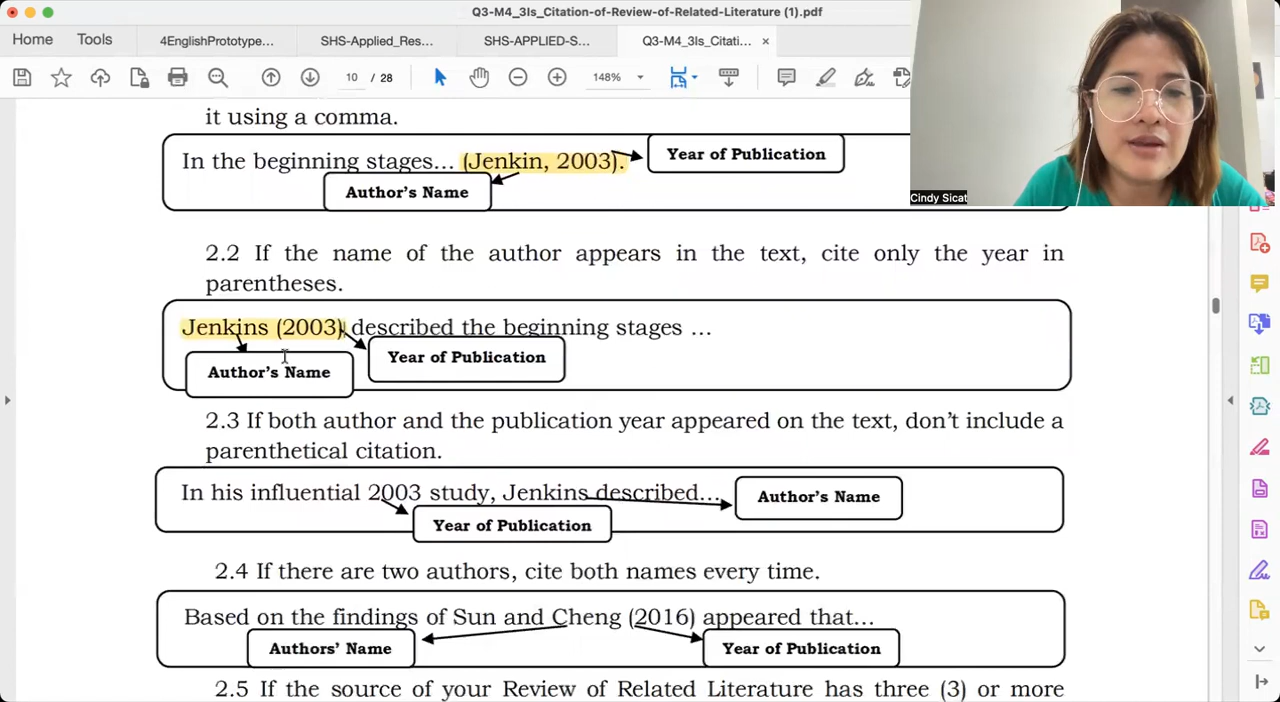 Q3-M4_3Is_Citation-of-Review-of-Related-Literature (1).pdf
Home Tools 4EnglishPrototype... SHS-Applied_Res... SHS-APPLIED-S... Q3-M4_3Is_Citati... ×
10 / 28 148%
it using a comma.
In the beginning stages… (Jenkin, 2003).
Year of Publication
Author's Name
2.2 If the name of the author appears in the text, cite only the year in
parentheses.
Jenkins (2003) described the beginning stages …
Year of Publication
Author's Name
2.3 If both author and the publication year appeared on the text, don't include a
parenthetical citation.
In his influential 2003 study, Jenkins described…
Author's Name
Year of Publication
2.4 If there are two authors, cite both names every time.
Based on the findings of Sun and Cheng (2016) appeared that…
Authors' Name
Year of Publication
2.5 If the source of your Review of Related Literature has three (3) or more
Cindy Sicat